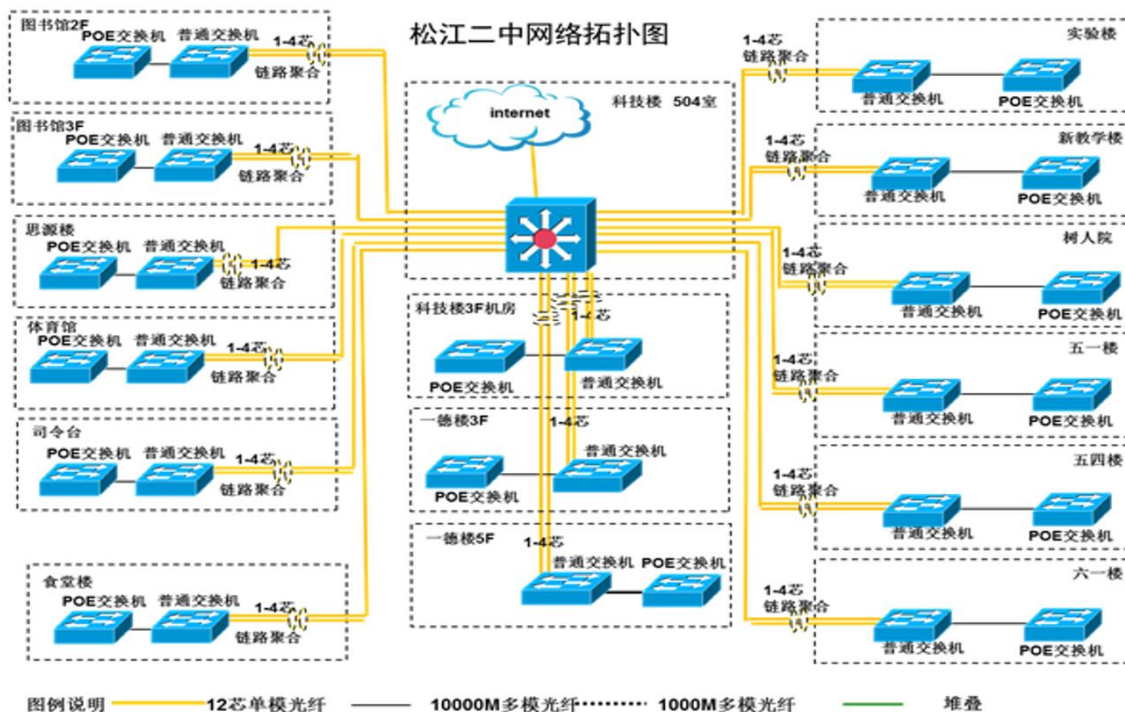 松江二中网络拓扑图
图书馆2F
POE交换机 普通交换机 1-4芯
链路聚合
图书馆3F
POE交换机 普通交换机 1-4芯
链路聚合
思源楼
POE交换机 普通交换机 1-4芯
链路聚合
体育馆
POE交换机 普通交换机 1-4芯
链路聚合
司令台
POE交换机 普通交换机 1-4芯
链路聚合
食堂楼
POE交换机 普通交换机 1-4芯
链路聚合
科技楼 504室
internet
科技楼3F机房
1-4芯
POE交换机 普通交换机
一德楼3F
1-4芯
普通交换机
POE交换机
一德楼5F
1-4芯
普通交换机 POE交换机
实验楼
1-4芯
链路聚合
普通交换机 POE交换机
新教学楼
1-4芯
链路聚合
普通交换机 POE交换机
树人院
1-4芯
链路聚合
普通交换机 POE交换机
五一楼
1-4芯
链路聚合
普通交换机 POE交换机
五四楼
1-4芯
链路聚合
普通交换机 POE交换机
六一楼
1-4芯
链路聚合
普通交换机 POE交换机
图例说明 12芯单模光纤 10000M多模光纤 1000M多模光纤 堆叠